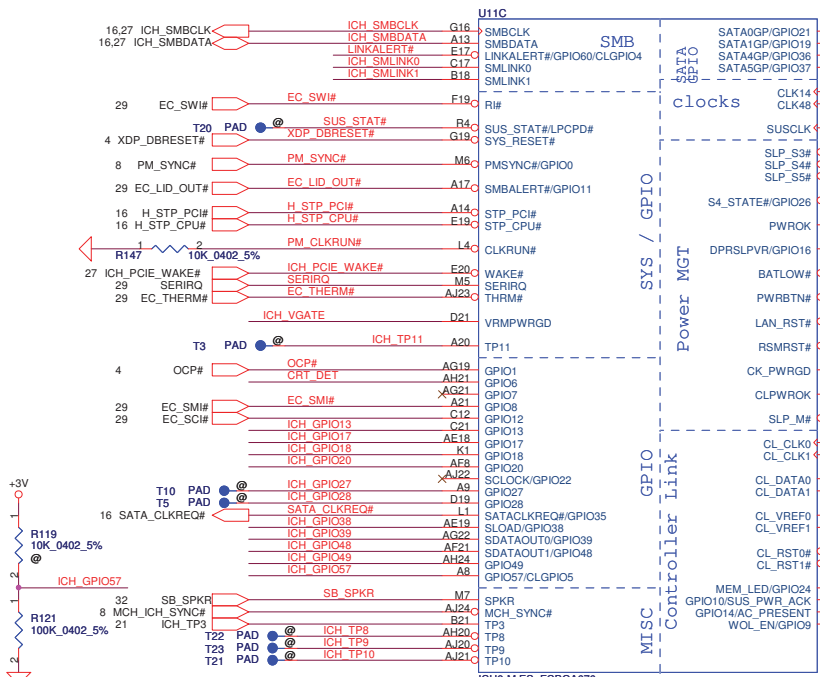 U11C
16,27 ICH_SMBCLK ICH_SMBCLK G16 SMBCLK SMB SATA0GP/GPIO21
16,27 ICH_SMBDATA ICH_SMBDATA A13 SMBDATA SATA1GP/GPIO19
LINKALERT# E17 LINKALERT#/GPIO60/CLGPIO4 SATA GPIO SATA4GP/GPIO36
ICH_SMLINK0 C17 SMLINK0 SATA5GP/GPIO37
ICH_SMLINK1 B18 SMLINK1
clocks CLK14
29 EC_SWI# EC_SWI# F19 RI# CLK48
T20 PAD @ SUS_STAT# R4 SUS_STAT#/LPCPD# SUSCLK
4 XDP_DBRESET# XDP_DBRESET# G19 SYS_RESET#
SLP_S3#
8 PM_SYNC# PM_SYNC# M6 PMSYNC#/GPIO0 SLP_S4#
SLP_S5#
29 EC_LID_OUT# EC_LID_OUT# A17 SMBALERT#/GPIO11
SYS / GPIO
S4_STATE#/GPIO26
16 H_STP_PCI# H_STP_PCI# A14 STP_PCI#
16 H_STP_CPU# H_STP_CPU# E19 STP_CPU# PWROK
1 R147 2 10K_0402_5% PM_CLKRUN# L4 CLKRUN# DPRSLPVR/GPIO16
Power MGT
27 ICH_PCIE_WAKE# ICH_PCIE_WAKE# E20 WAKE# BATLOW#
29 SERIRQ SERIRQ M5 SERIRQ
29 EC_THERM# EC_THERM# AJ23 THRM# PWRBTN#
ICH_VGATE D21 VRMPWRGD LAN_RST#
T3 PAD @ ICH_TP11 A20 TP11 RSMRST#
4 OCP# OCP# AG19 GPIO1 CK_PWRGD
CRT_DET AH21 GPIO6
AG21 GPIO7 CLPWROK
29 EC_SMI# EC_SMI# A21 GPIO8
29 EC_SCI# C12 GPIO12 SLP_M#
ICH_GPIO13 C21 GPIO13
ICH_GPIO17 AE18 GPIO17 CL_CLK0
ICH_GPIO18 K1 GPIO18 CL_CLK1
ICH_GPIO20 AF8 GPIO20
AJ22 SCLOCK/GPIO22 GPIO CL_DATA0
T10 PAD @ ICH_GPIO27 A9 GPIO27 CL_DATA1
T5 PAD @ ICH_GPIO28 D19 GPIO28
16 SATA_CLKREQ# SATA_CLKREQ# L1 SATACLKREQ#/GPIO35 CL_VREF0
ICH_GPIO38 AE19 SLOAD/GPIO38 CL_VREF1
ICH_GPIO39 AG22 SDATAOUT0/GPIO39
ICH_GPIO48 AF21 SDATAOUT1/GPIO48 CL_RST0#
ICH_GPIO49 AH24 GPIO49 CL_RST1#
ICH_GPIO57 A8 GPIO57/CLGPIO5
Controller Link
+3V
1
R119
10K_0402_5%
@
2
ICH_GPIO57
1
R121
100K_0402_5%
2
MEM_LED/GPIO24
32 SB_SPKR SB_SPKR M7 SPKR GPIO10/SUS_PWR_ACK
8 MCH_ICH_SYNC# AJ24 MCH_SYNC# GPIO14/AC_PRESENT
21 ICH_TP3 B21 TP3 MISC WOL_EN/GPIO9
T22 PAD @ ICH_TP8 AH20 TP8
T23 PAD @ ICH_TP9 AJ20 TP9
T21 PAD @ ICH_TP10 AJ21 TP10